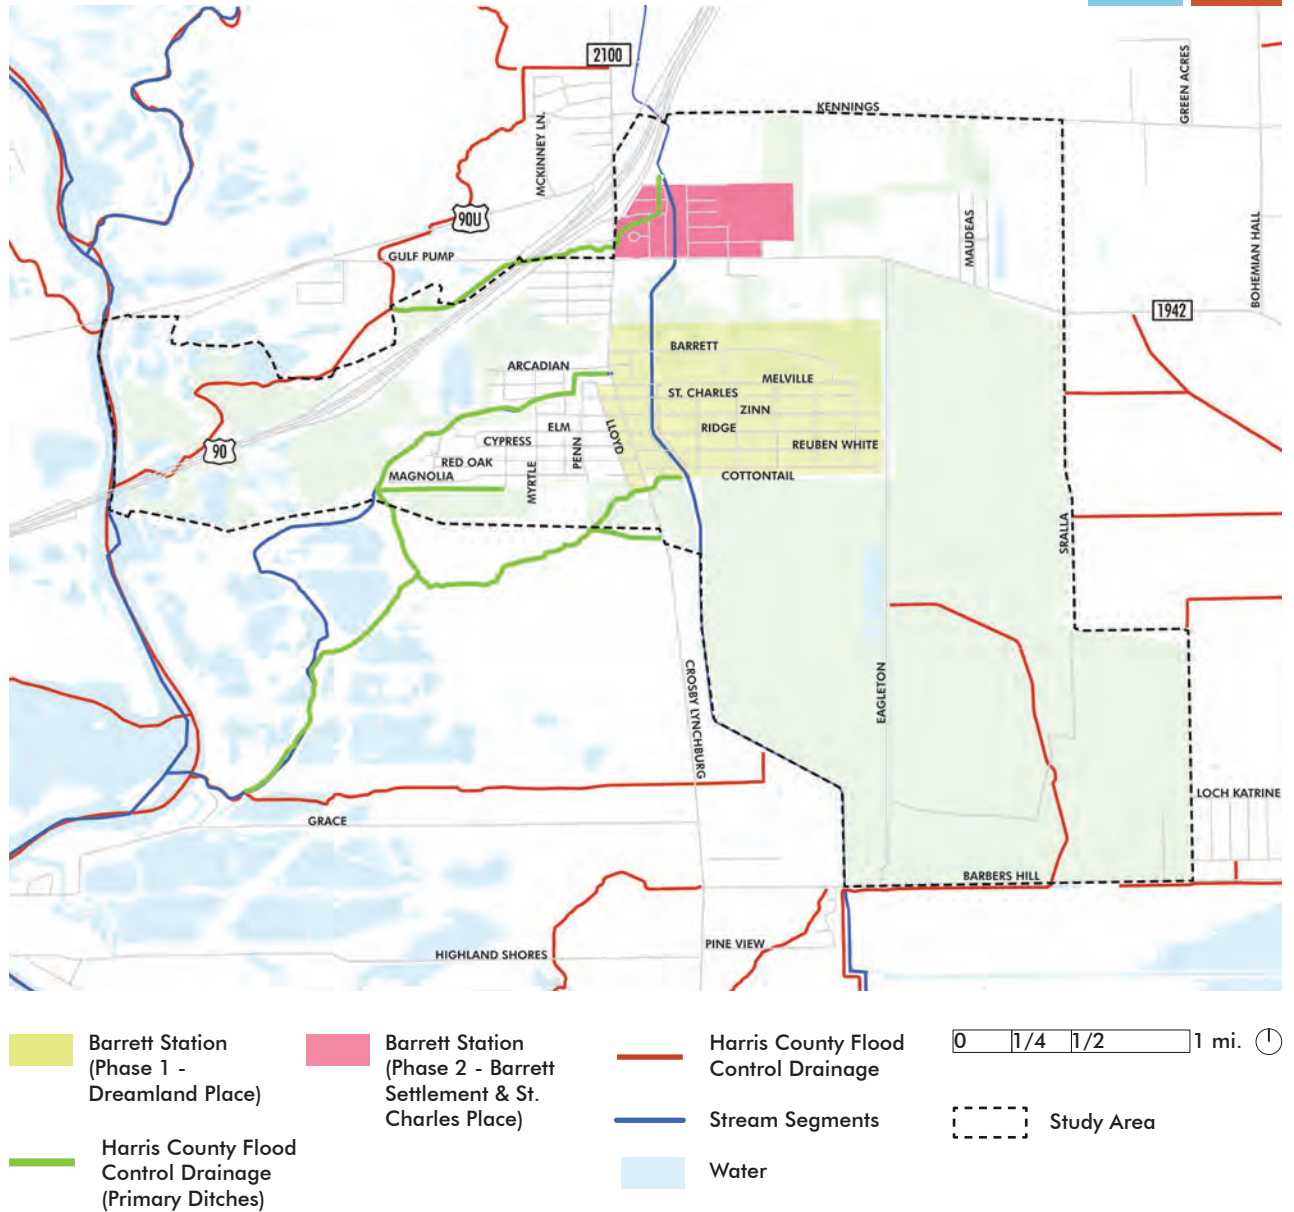 2100
KENNINGS
GREEN ACRES
MCKINNEY LN.
90U
GULF PUMP
MAUDEAS
BOHEMIAN HALL
1942
BARRETT
ARCADIAN
MELVILLE
ST. CHARLES
ZINN
ELM
LLOYD
RIDGE
CYPRESS
PENN
REUBEN WHITE
90
RED OAK
MAGNOLIA
MYRTLE
COTTONTAIL
SRALLA
EAGLETON
CROSBY LYNCHBURG
LOCH KATRINE
GRACE
BARBERS HILL
HIGHLAND SHORES
PINE VIEW
Barrett Station
(Phase 1 -
Dreamland Place)
Harris County Flood
Control Drainage
(Primary Ditches)
Barrett Station
(Phase 2 - Barrett
Settlement & St.
Charles Place)
Harris County Flood
Control Drainage
Stream Segments
Water
0 1/4 1/2 1 mi.
Study Area